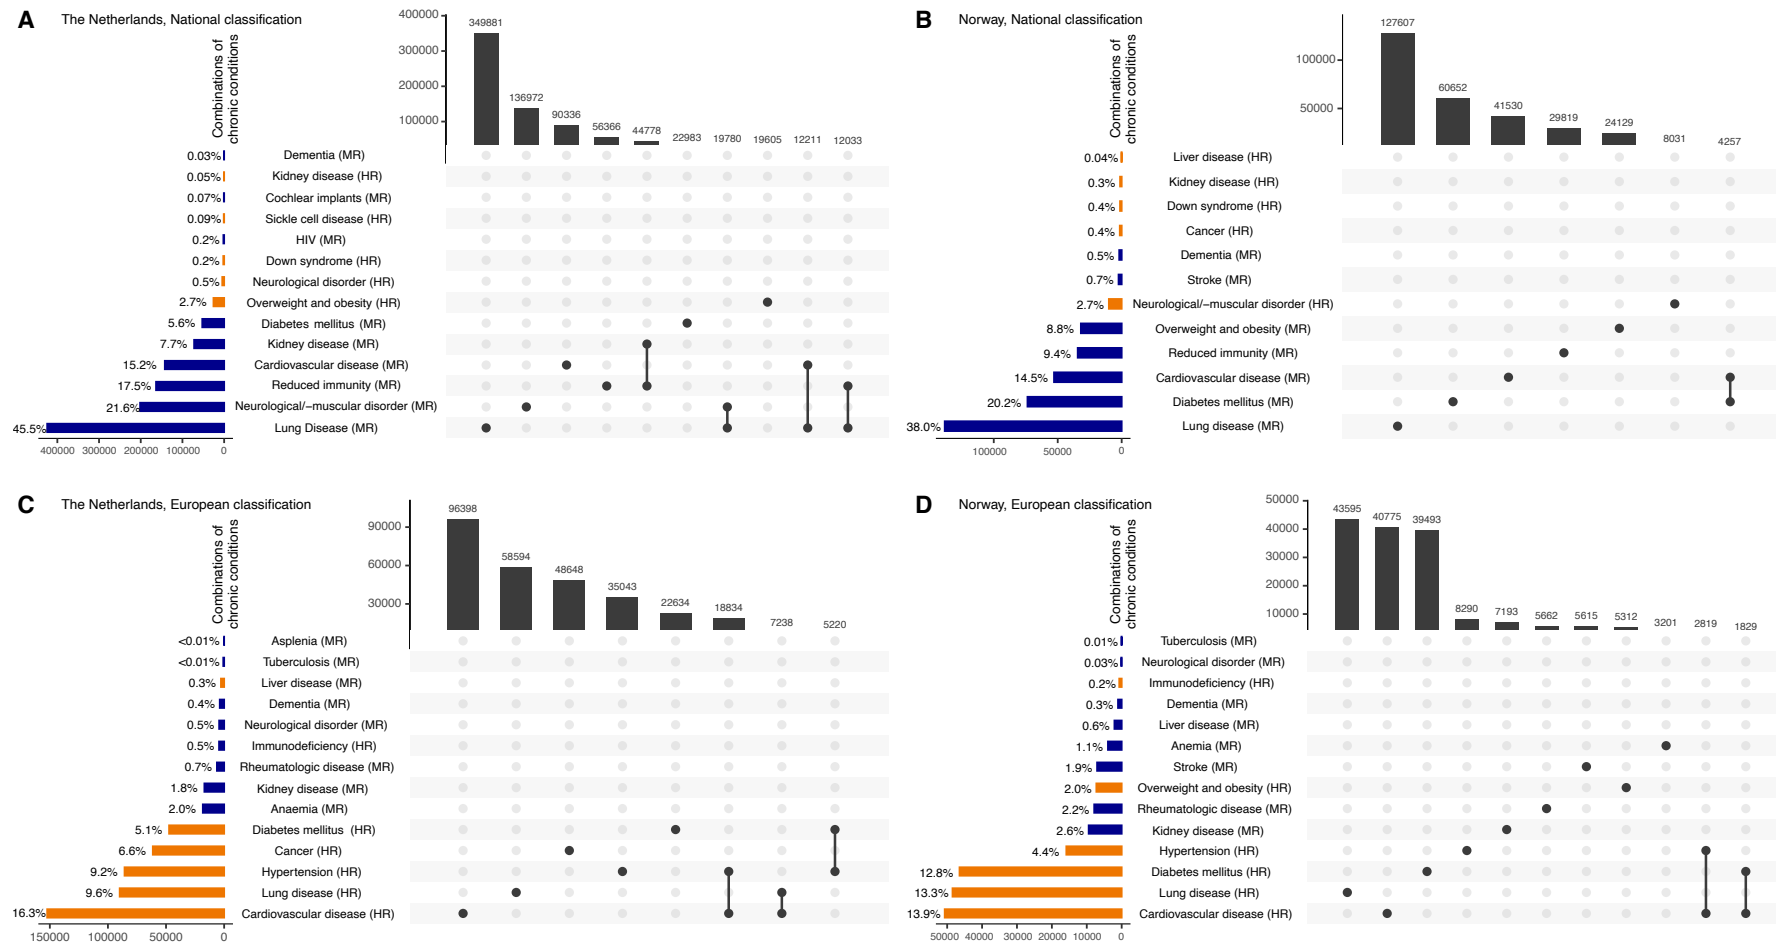 A The Netherlands, National classification
Combinations of
chronic conditions
400000
300000
200000
100000
349881
136972
90336
56366
44778
22983
19780
19605
12211
12033
0.03% Dementia (MR)
0.05% Kidney disease (HR)
0.07% Cochlear implants (MR)
0.09% Sickle cell disease (HR)
0.2% HIV (MR)
0.2% Down syndrome (HR)
0.5% Neurological disorder (HR)
2.7% Overweight and obesity (HR)
5.6% Diabetes mellitus (MR)
7.7% Kidney disease (MR)
15.2% Cardiovascular disease (MR)
17.5% Reduced immunity (MR)
21.6% Neurological/−muscular disorder (MR)
45.5% Lung Disease (MR)
400000 300000 200000 100000 0
B Norway, National classification
Combinations of
chronic conditions
100000
50000
127607
60652
41530
29819
24129
8031
4257
0.04% Liver disease (HR)
0.3% Kidney disease (HR)
0.4% Down syndrome (HR)
0.4% Cancer (HR)
0.5% Dementia (MR)
0.7% Stroke (MR)
2.7% Neurological/−muscular disorder (HR)
8.8% Overweight and obesity (MR)
9.4% Reduced immunity (MR)
14.5% Cardiovascular disease (MR)
20.2% Diabetes mellitus (MR)
38.0% Lung disease (MR)
100000 50000 0
C The Netherlands, European classification
Combinations of
chronic conditions
90000
60000
30000
96398
58594
48648
35043
22634
18834
7238
5220
<0.01% Asplenia (MR)
<0.01% Tuberculosis (MR)
0.3% Liver disease (MR)
0.4% Dementia (MR)
0.5% Neurological disorder (MR)
0.5% Immunodeficiency (HR)
0.7% Rheumatologic disease (MR)
1.8% Kidney disease (MR)
2.0% Anaemia (MR)
5.1% Diabetes mellitus (HR)
6.6% Cancer (HR)
9.2% Hypertension (HR)
9.6% Lung disease (HR)
16.3% Cardiovascular disease (HR)
150000 100000 50000 0
D Norway, European classification
Combinations of
chronic conditions
50000
40000
30000
20000
10000
43595
40775
39493
8290
7193
5662
5615
5312
3201
2819
1829
0.01% Tuberculosis (MR)
0.03% Neurological disorder (MR)
0.2% Immunodeficiency (HR)
0.3% Dementia (MR)
0.6% Liver disease (MR)
1.1% Anemia (MR)
1.9% Stroke (MR)
2.0% Overweight and obesity (HR)
2.2% Rheumatologic disease (MR)
2.6% Kidney disease (MR)
4.4% Hypertension (HR)
12.8% Diabetes mellitus (HR)
13.3% Lung disease (HR)
13.9% Cardiovascular disease (HR)
50000 40000 30000 20000 10000 0